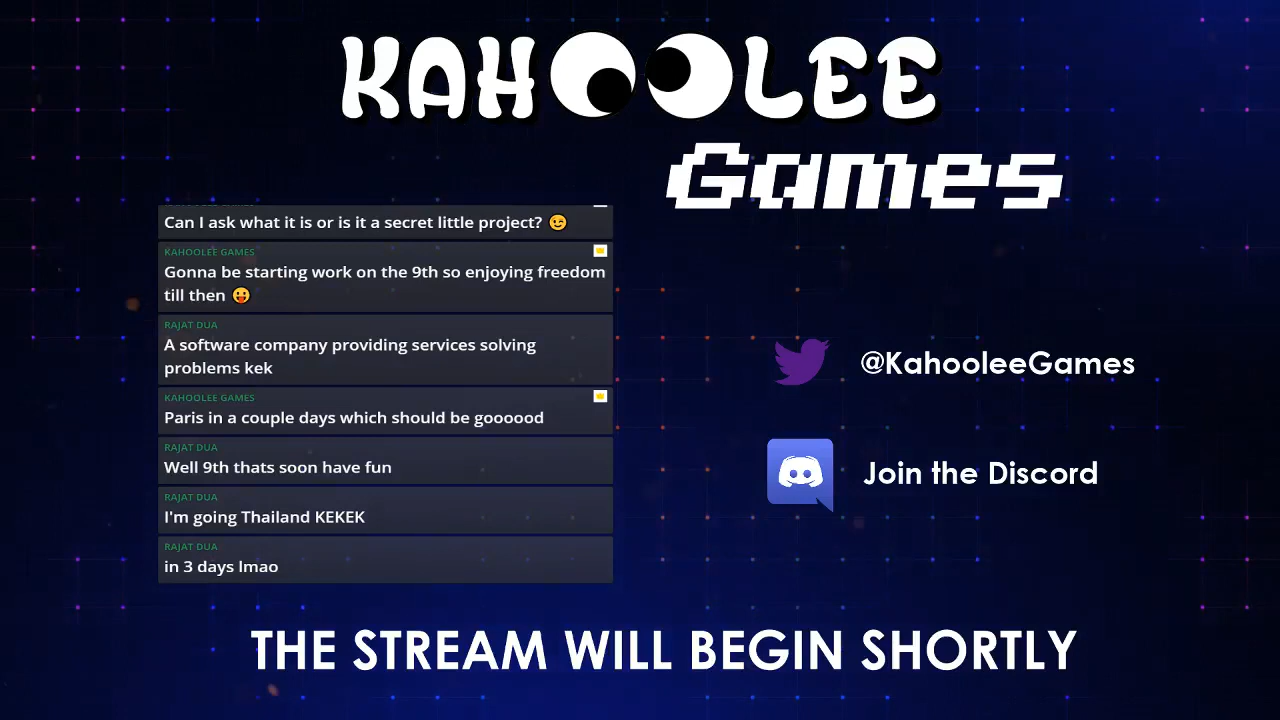 KAHOOLEE
Games
Can I ask what it is or is it a secret little project? 😉
KAHOOLEE GAMES
Gonna be starting work on the 9th so enjoying freedom
till then 😛
RAJAT DUA
A software company providing services solving
problems kek
KAHOOLEE GAMES
Paris in a couple days which should be goooood
RAJAT DUA
Well 9th thats soon have fun
RAJAT DUA
I'm going Thailand KEKEK
RAJAT DUA
in 3 days lmao
@KahooleeGames
Join the Discord
THE STREAM WILL BEGIN SHORTLY